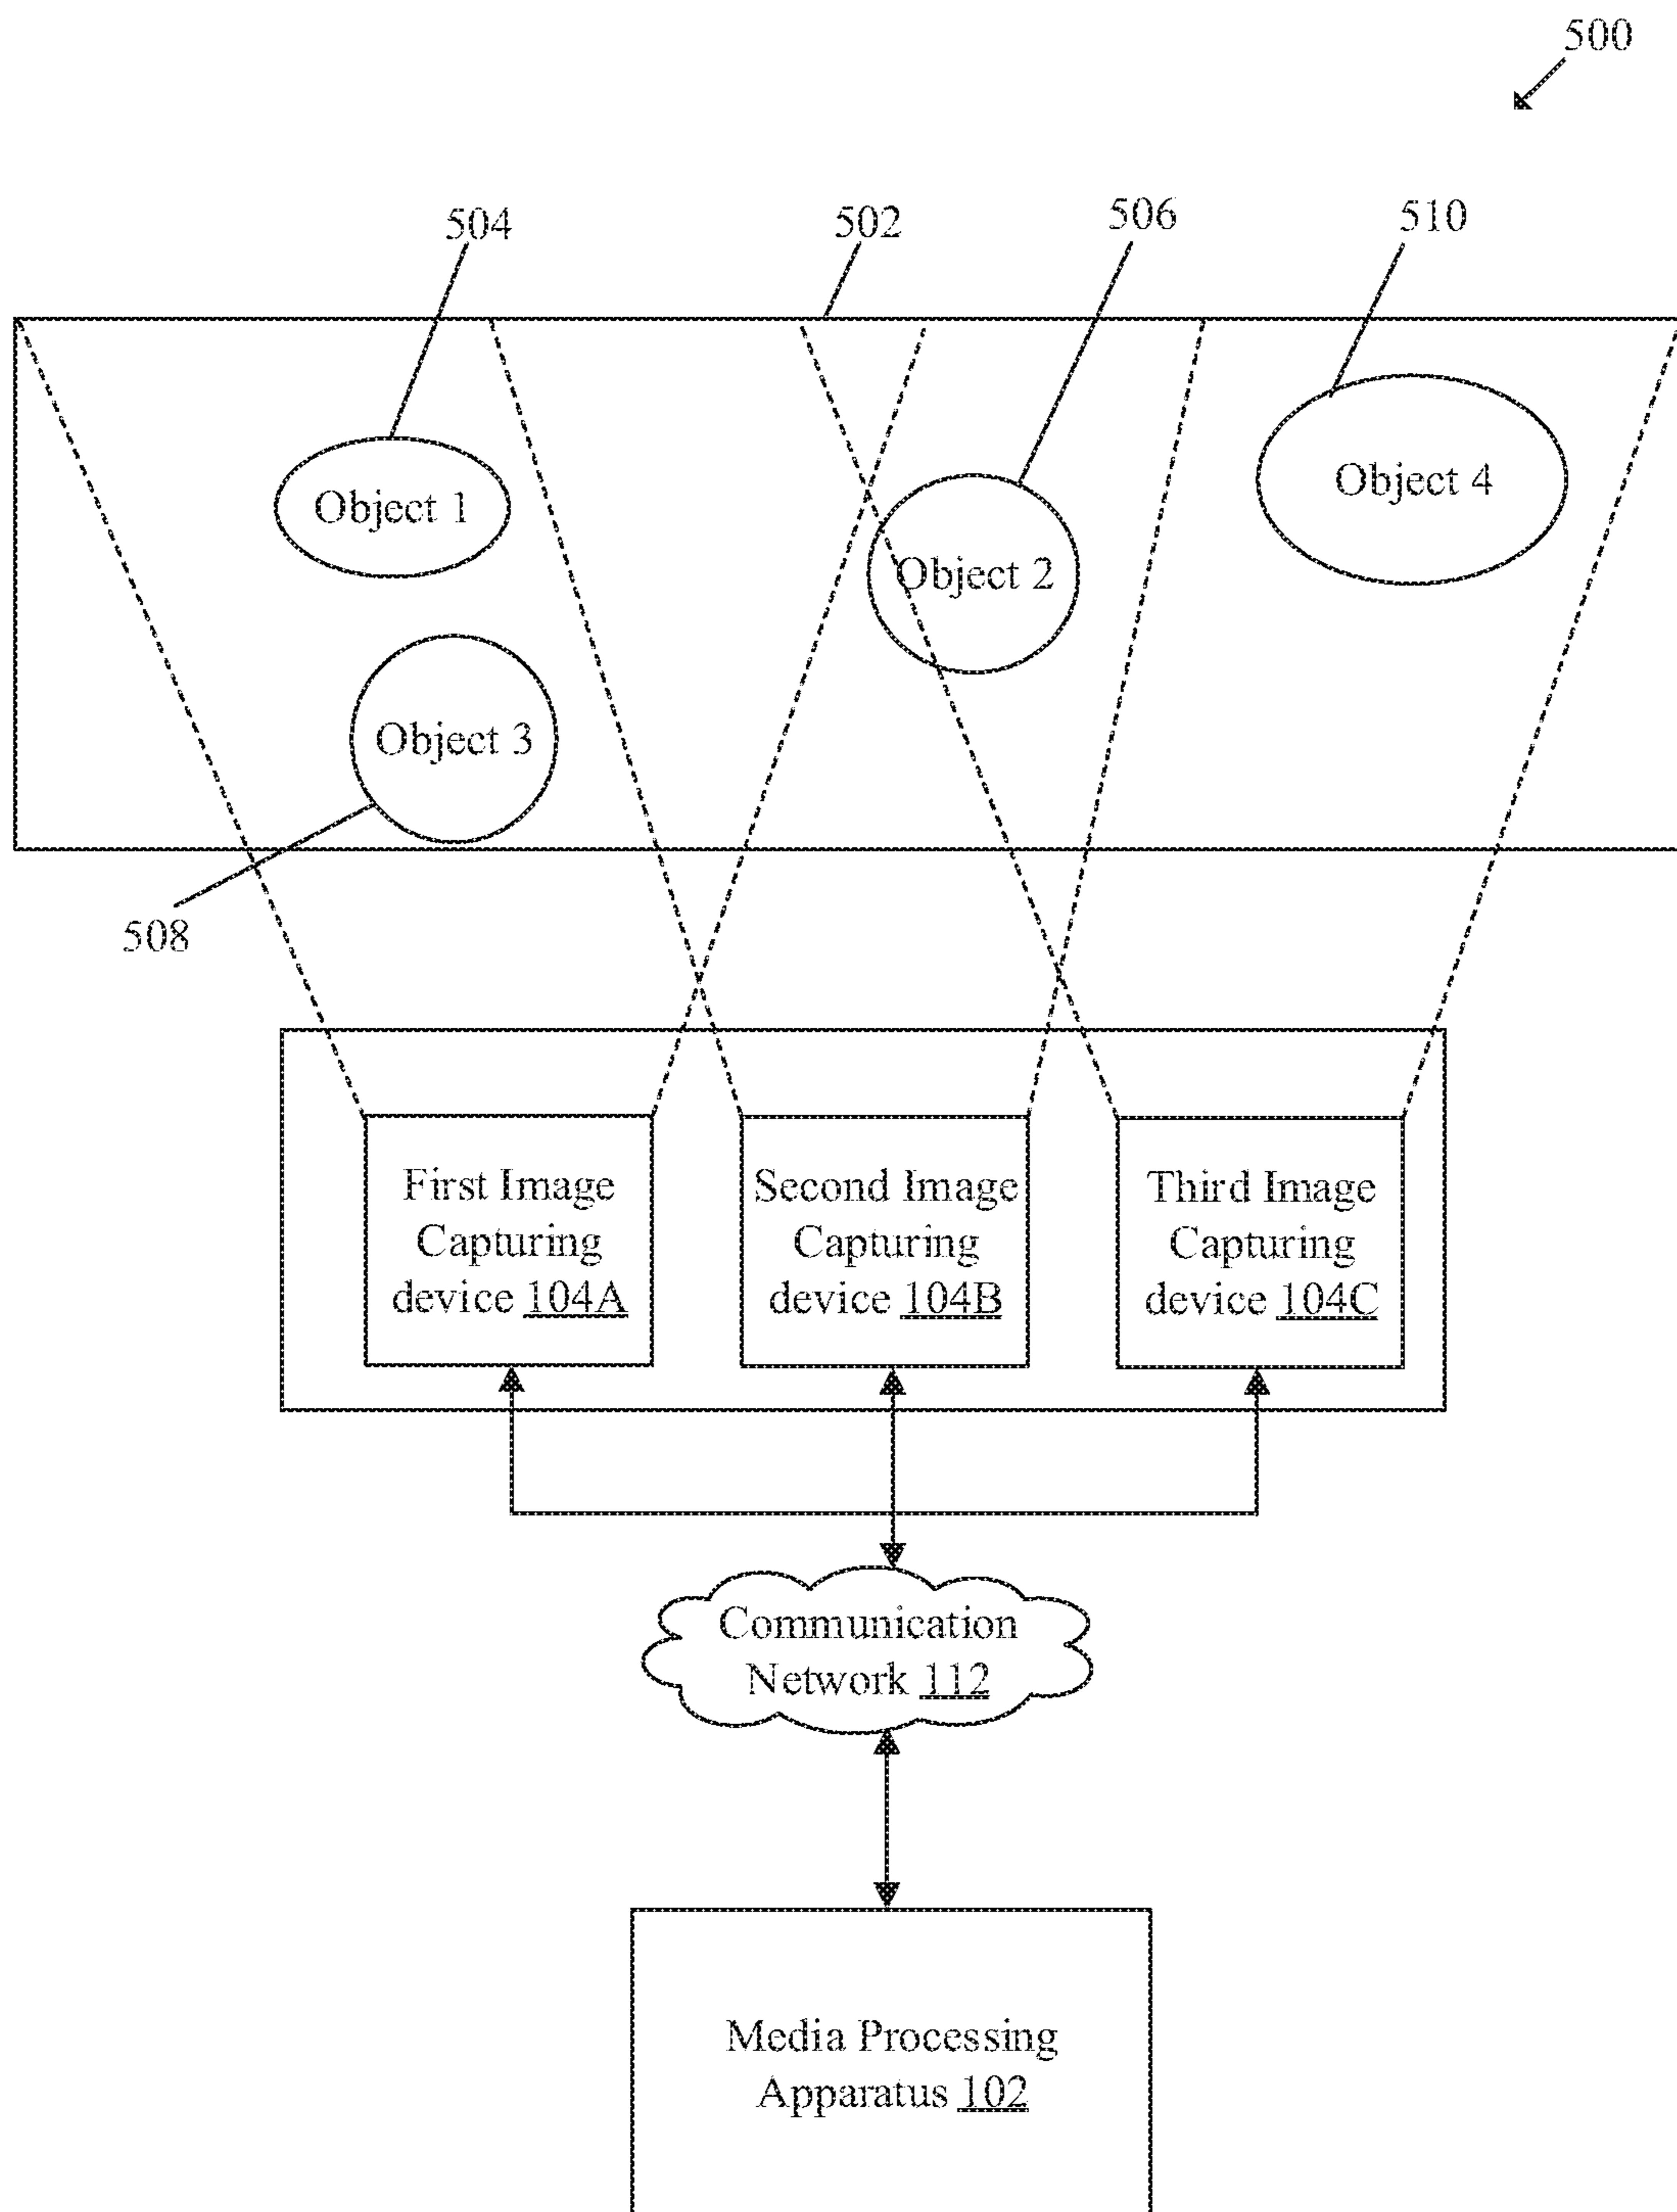 500
504
502
506
510
Object 1
Object 2
Object 4
Object 3
508
First Image
Capturing
device 104A
Second Image
Capturing
device 104B
Third Image
Capturing
device 104C
Communication
Network 112
Media Processing
Apparatus 102